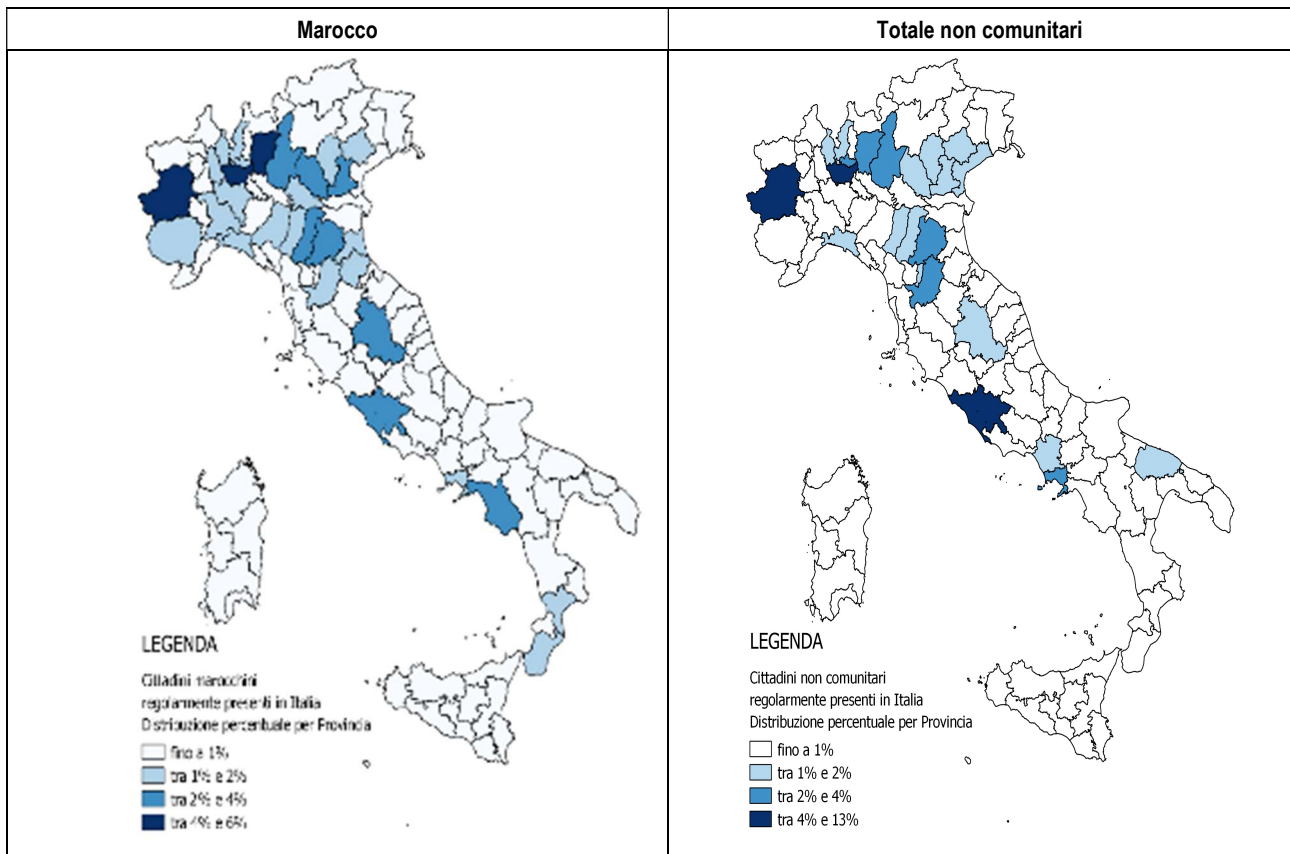 Marocco
Totale non comunitari
LEGENDA
Cittadini marocchini
regolarmente presenti in Italia
Distribuzione percentuale per Provincia
fino a 1%
tra 1% e 2%
tra 2% e 4%
tra 4% e 6%
LEGENDA
Cittadini non comunitari
regolarmente presenti in Italia
Distribuzione percentuale per Provincia
fino a 1%
tra 1% e 2%
tra 2% e 4%
tra 4% e 13%